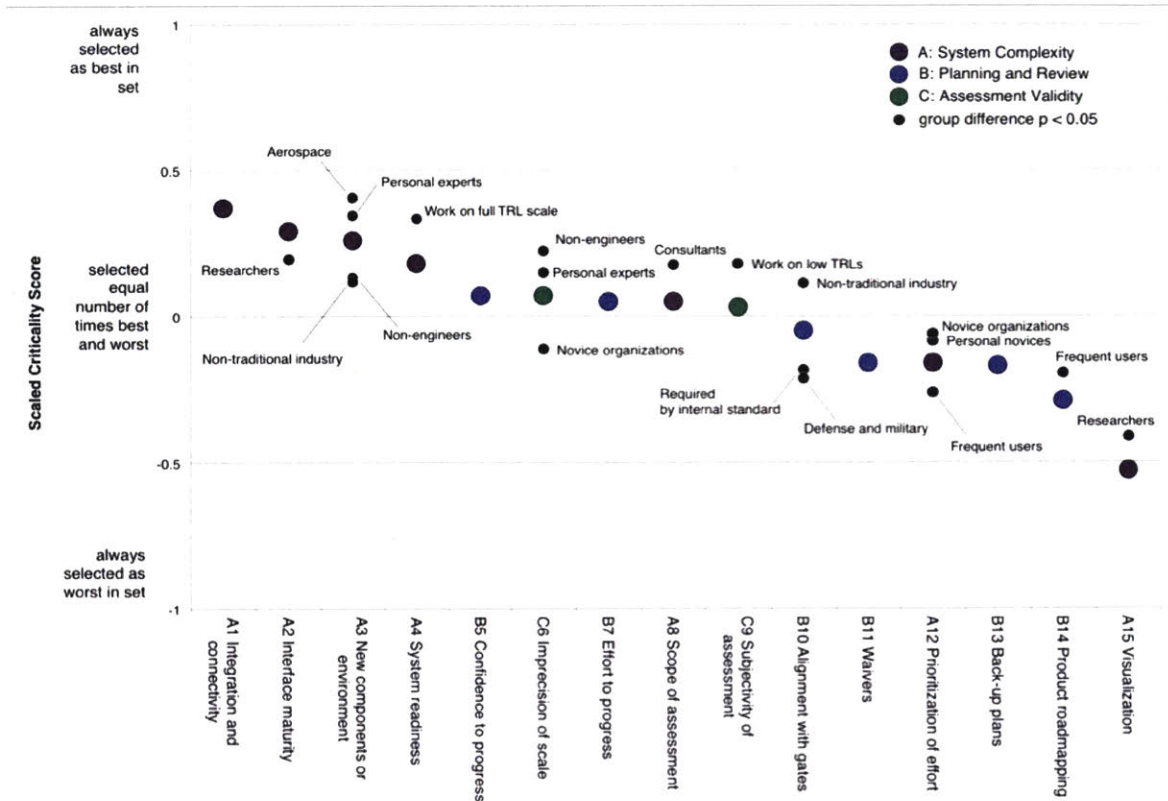 always
selected
as best in
set
1
A: System Complexity
B: Planning and Review
C: Assessment Validity
group difference p < 0.05
Aerospace
0.5
Personal experts
Work on full TRL scale
Non-engineers
Consultants
Researchers
Personal experts
Work on low TRLs
Non-traditional industry
selected
equal
number of
times best
and worst
Scaled Criticality Score
0
Non-traditional industry
Non-engineers
Novice organizations
Novice organizations
Personal novices
Frequent users
Required
by internal standard
Defense and military
Frequent users
Researchers
-0.5
always
selected as
worst in set
-1
A1 Integration and
connectivity
A2 Interface maturity
A3 New components or
environment
A4 System readiness
B5 Confidence to progress
C6 Imprecision of scale
B7 Effort to progress
A8 Scope of assessment
C9 Subjectivity of
assessment
B10 Alignment with gates
B11 Waivers
A12 Prioritization of effort
B13 Back-up plans
B14 Product roadmapping
A15 Visualization